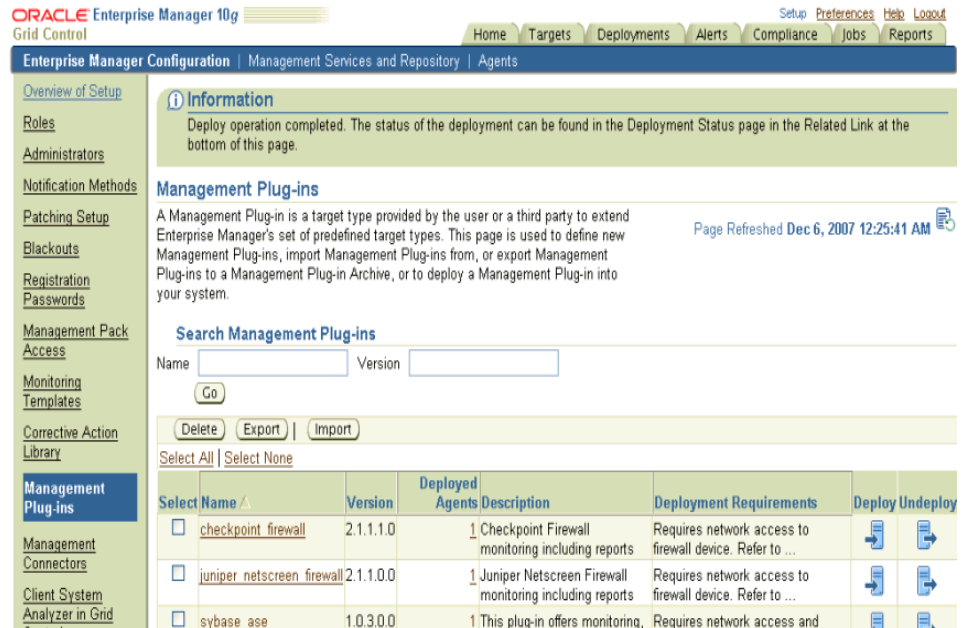 ORACLE Enterprise Manager 10g
Grid Control
Setup Preferences Help Logout
Home Targets Deployments Alerts Compliance Jobs Reports
Enterprise Manager Configuration | Management Services and Repository | Agents
Overview of Setup
Roles
Administrators
Notification Methods
Patching Setup
Blackouts
Registration
Passwords
Management Pack
Access
Monitoring
Templates
Corrective Action
Library
Management
Plug-ins
Management
Connectors
Client System
Analyzer in Grid
Information
Deploy operation completed. The status of the deployment can be found in the Deployment Status page in the Related Link at the
bottom of this page.
Management Plug-ins
A Management Plug-in is a target type provided by the user or a third party to extend
Enterprise Manager's set of predefined target types. This page is used to define new
Management Plug-ins, import Management Plug-ins from, or export Management
Plug-ins to a Management Plug-in Archive, or to deploy a Management Plug-in into
your system.
Page Refreshed Dec 6, 2007 12:25:41 AM
Search Management Plug-ins
Name Version
Go
Delete Export | Import
Select All | Select None
Select Name Version Deployed Agents Description Deployment Requirements Deploy Undeploy
checkpoint_firewall 2.1.1.1.0 1 Checkpoint Firewall monitoring including reports Requires network access to firewall device. Refer to ...
juniper_netscreen_firewall 2.1.1.0.0 1 Juniper Netscreen Firewall monitoring including reports Requires network access to firewall device. Refer to ...
sybase_ase 1.0.3.0.0 1 This plug-in offers monitoring, Requires network access and